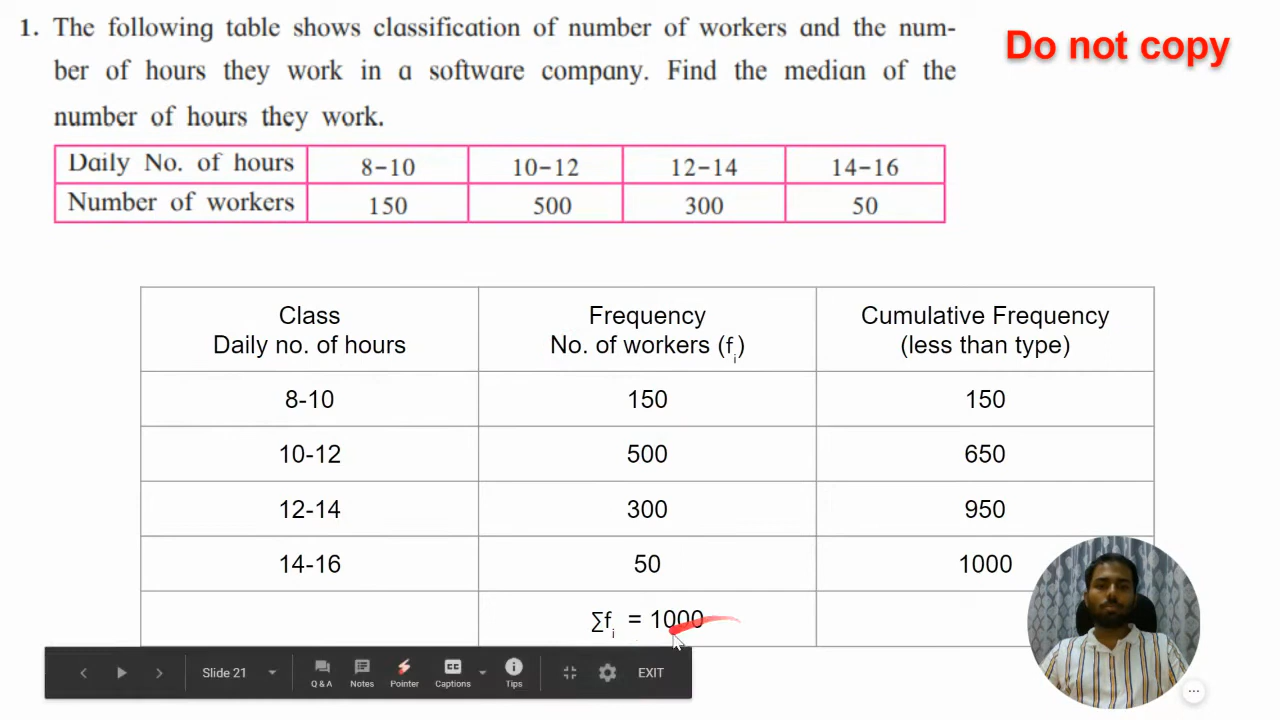 1. The following table shows classification of number of workers and the num-
ber of hours they work in a software company. Find the median of the
number of hours they work.
Do not copy
Daily No. of hours 8-10 10-12 12-14 14-16
Number of workers 150 500 300 50
Class Frequency Cumulative Frequency
Daily no. of hours No. of workers (fi) (less than type)
8-10 150 150
10-12 500 650
12-14 300 950
14-16 50 1000
∑fi = 1000
Slide 21 Q & A Notes Pointer CC Captions Tips EXIT